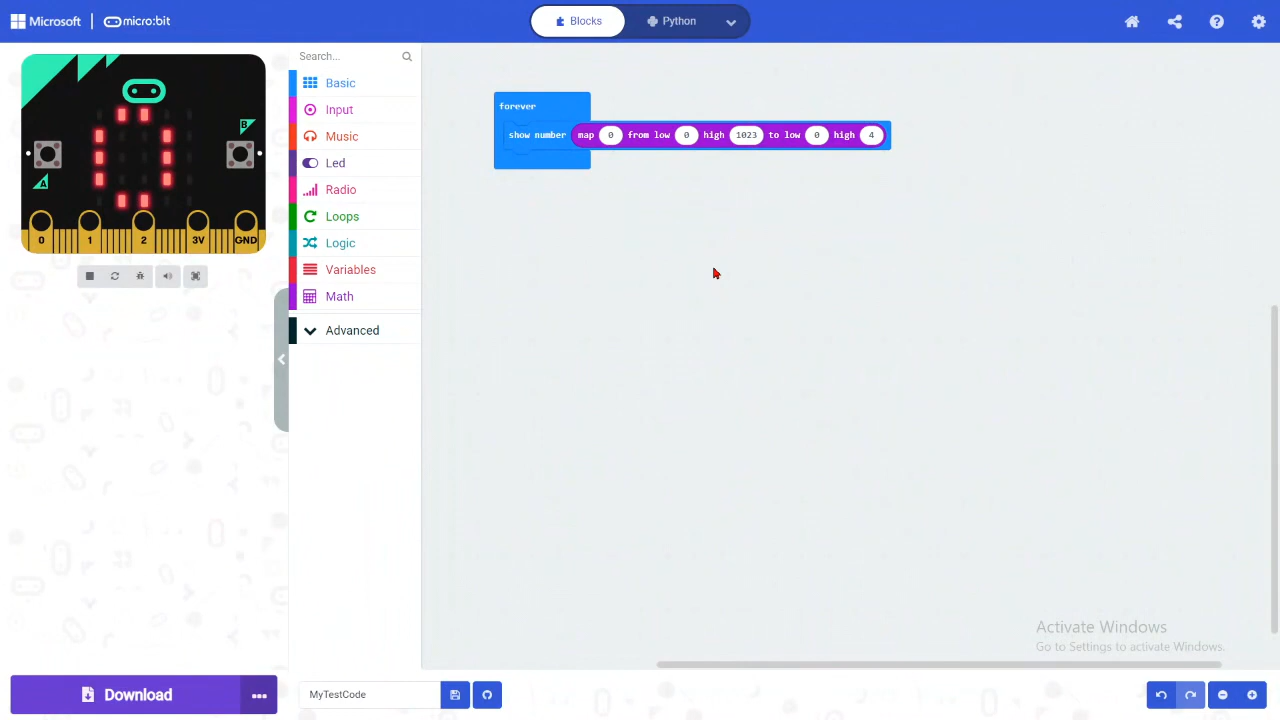 Microsoft | micro:bit
Blocks
Python
Search...
Basic
Input
Music
Led
Radio
Loops
Logic
Variables
Math
Advanced
forever
show number map 0 from low 0 high 1023 to low 0 high 4
A
B
0 1 2 3V GND
Activate Windows
Go to Settings to activate Windows.
Download
MyTestCode